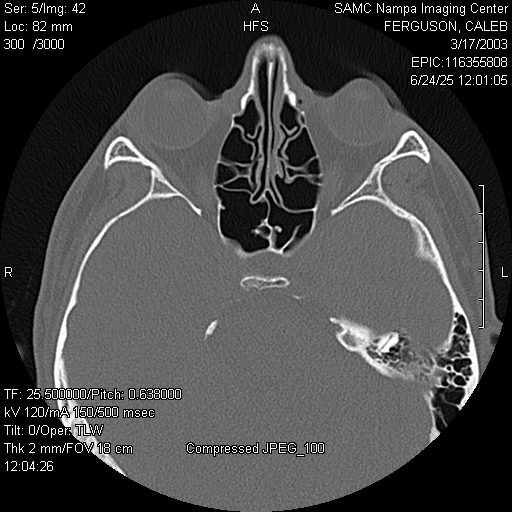 Ser: 5/Img: 42
Loc: 82 mm
300 /3000
A
HFS
SAMC Nampa Imaging Center
FERGUSON, CALEB
3/17/2003
EPIC:116355808
6/24/25 12:01:05
R
L
TF: 25.500000/Pitch: 0.638000
kV 120/mA 150/500 msec
Tilt: 0/Oper: TLW
Thk 2 mm/FOV 18 cm
12:04:26
Compressed JPEG_100